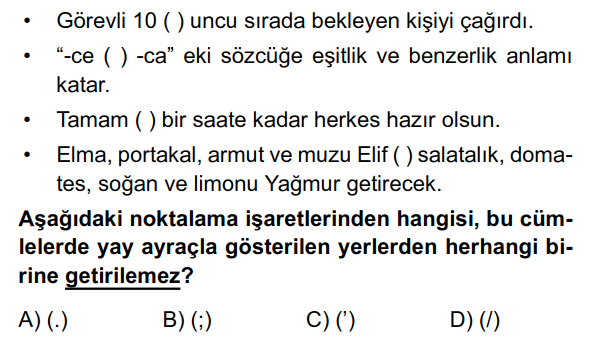 • Görevli 10 ( ) uncu sırada bekleyen kişiyi çağırdı.
• “-ce ( ) -ca” eki sözcüğe eşitlik ve benzerlik anlamı
katar.
• Tamam ( ) bir saate kadar herkes hazır olsun.
• Elma, portakal, armut ve muzu Elif ( ) salatalık, doma-
tes, soğan ve limonu Yağmur getirecek.
Aşağıdaki noktalama işaretlerinden hangisi, bu cüm-
lelerde yay ayraçla gösterilen yerlerden herhangi bi-
rine getirilemez?
A) (.) B) (;) C) (’) D) (/)